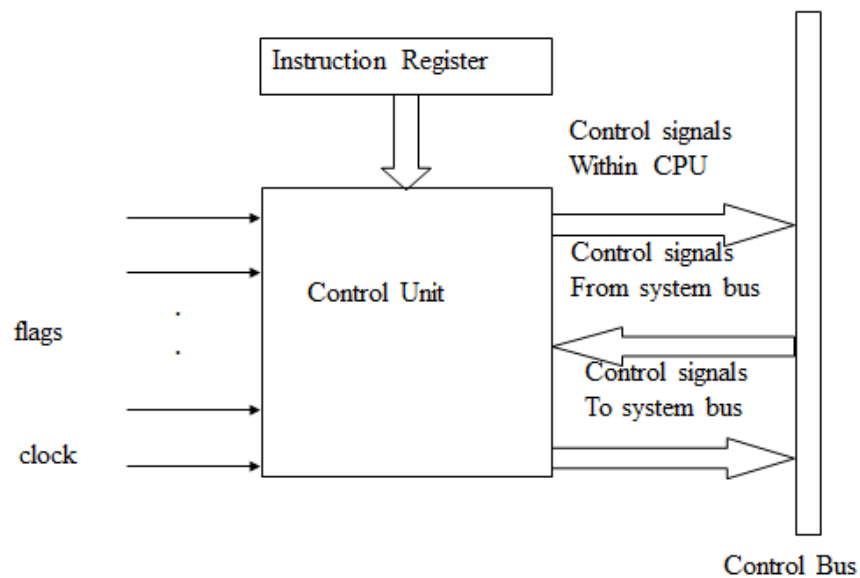 Instruction Register
Control signals
Within CPU
Control signals
From system bus
Control Unit
flags
Control signals
To system bus
clock
Control Bus